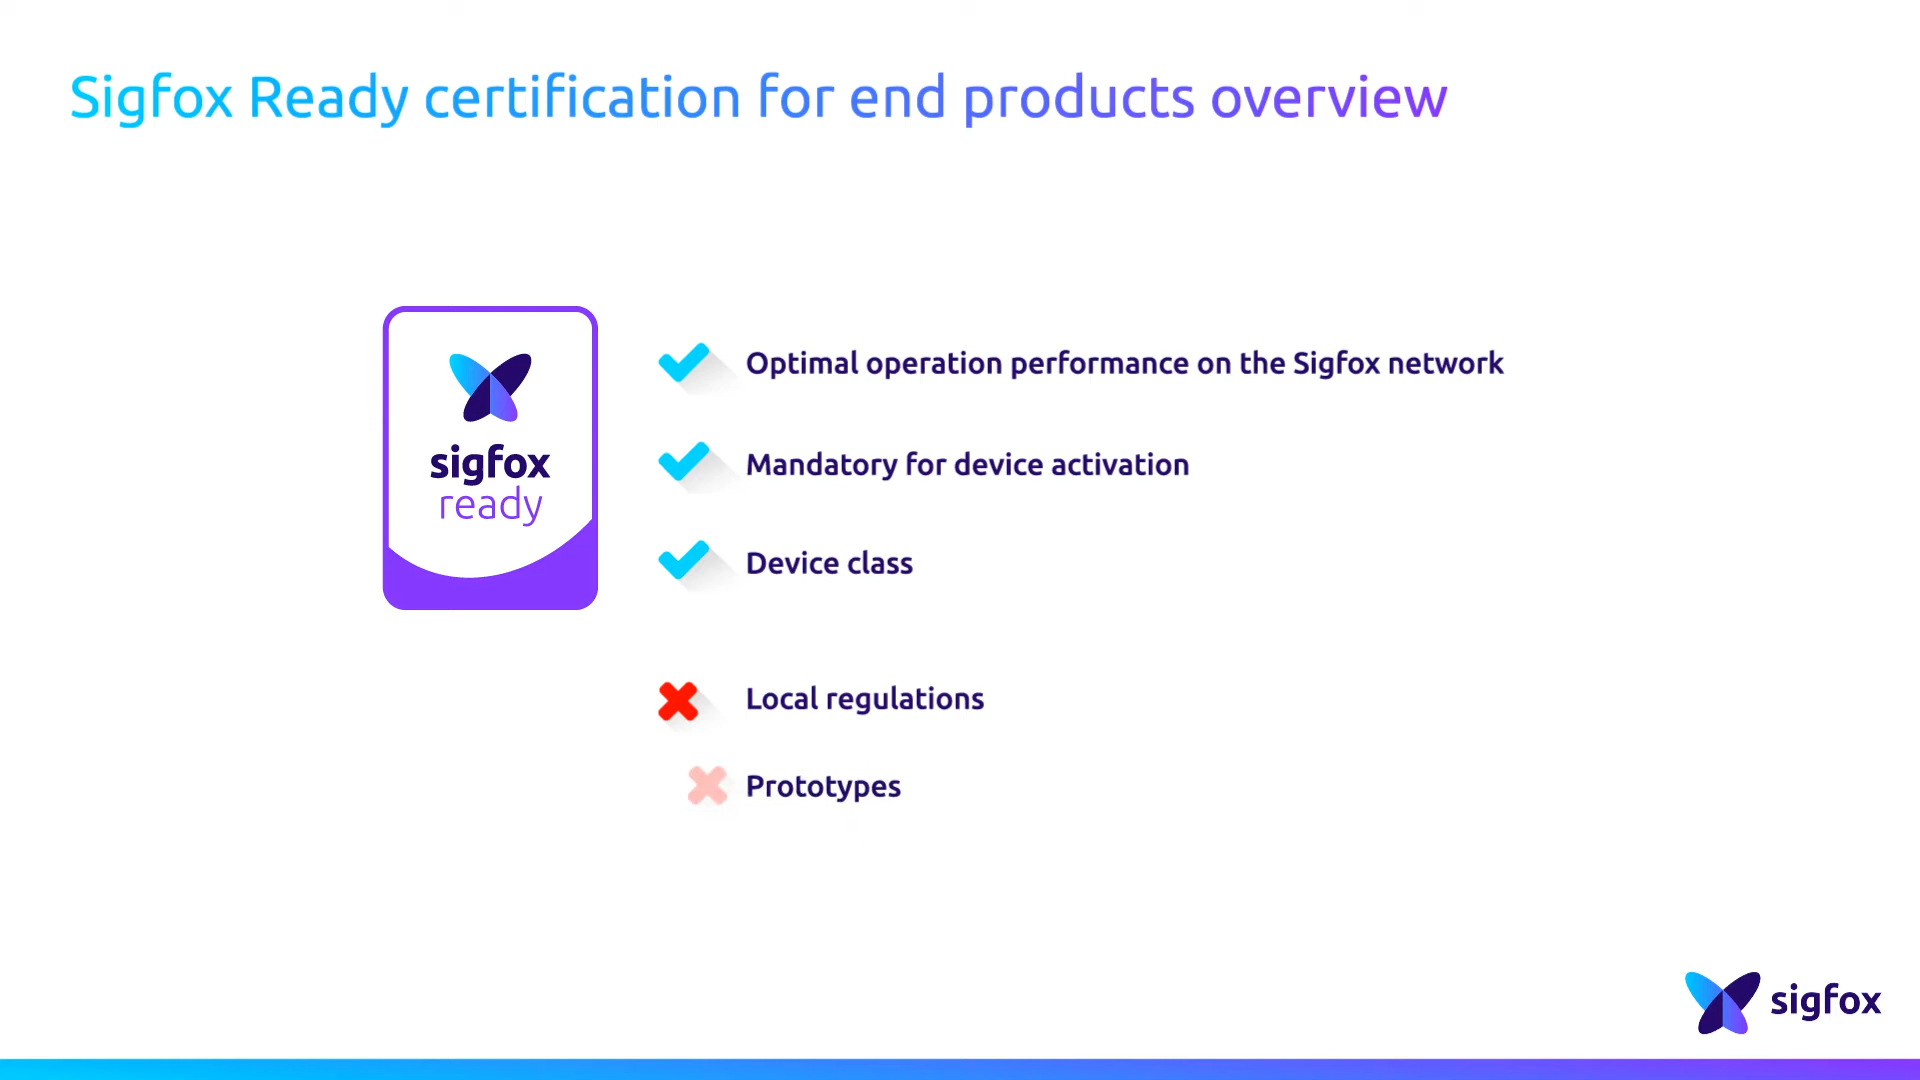 Sigfox Ready certification for end products overview
sigfox
ready
Optimal operation performance on the Sigfox network
Mandatory for device activation
Device class
Local regulations
Prototypes
sigfox